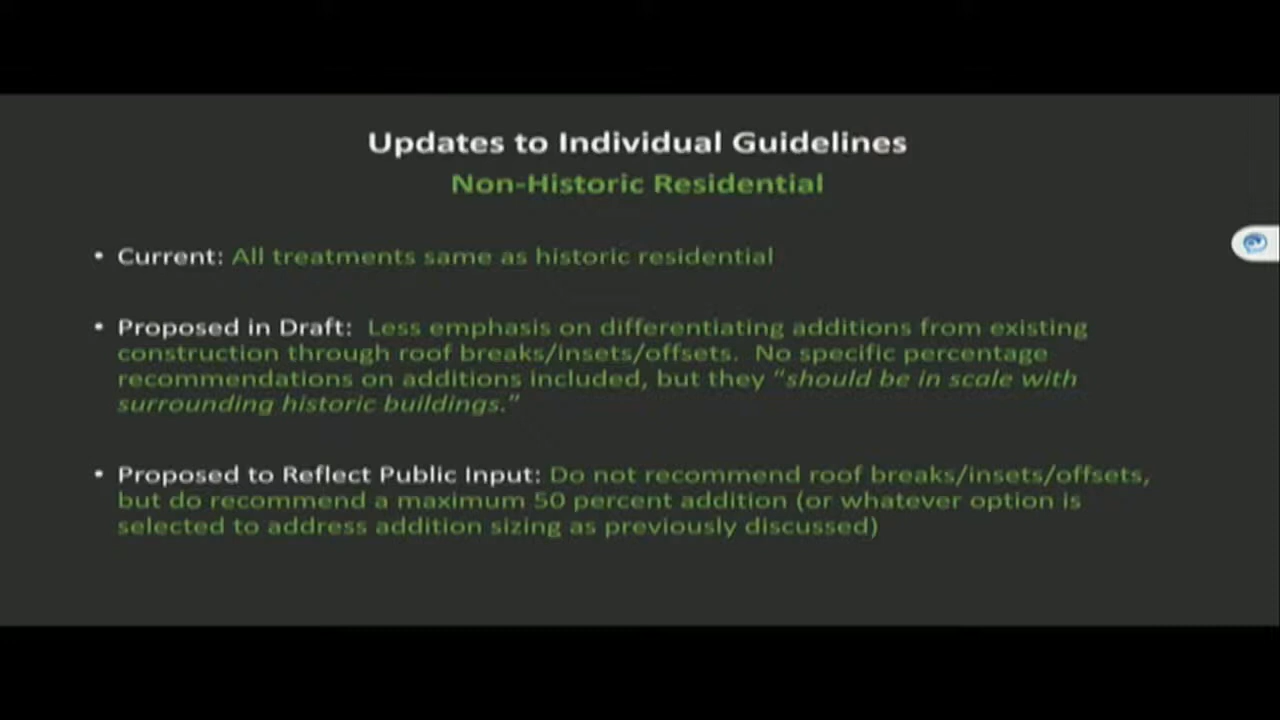 Updates to Individual Guidelines
Non-Historic Residential
• Current: All treatments same as historic residential
• Proposed in Draft: Less emphasis on differentiating additions from existing
construction through roof breaks/insets/offsets. No specific percentage
recommendations on additions included, but they “should be in scale with
surrounding historic buildings.”
• Proposed to Reflect Public Input: Do not recommend roof breaks/insets/offsets,
but do recommend a maximum 50 percent addition (or whatever option is
selected to address addition sizing as previously discussed)